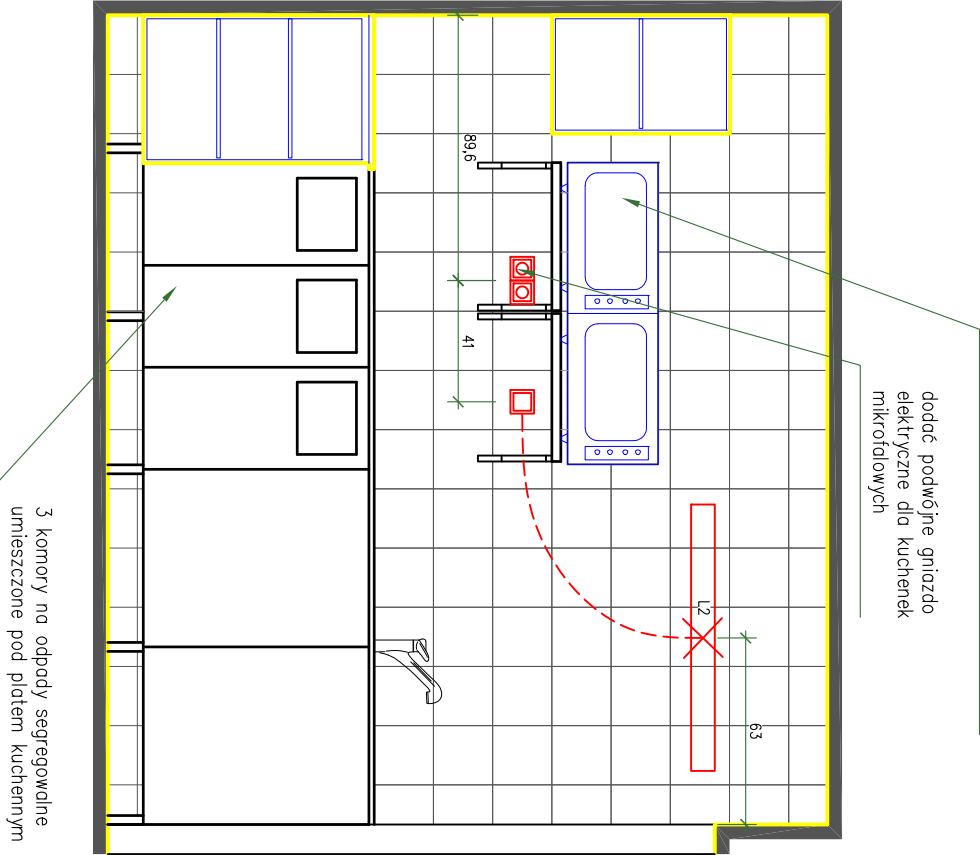 dodać podwójne gniazdo
elektryczne dla kuchenek
mikrofalowych
89,6
41
L2
63
3 komory na odpady segregowalne
umieszczone pod platem kuchennym